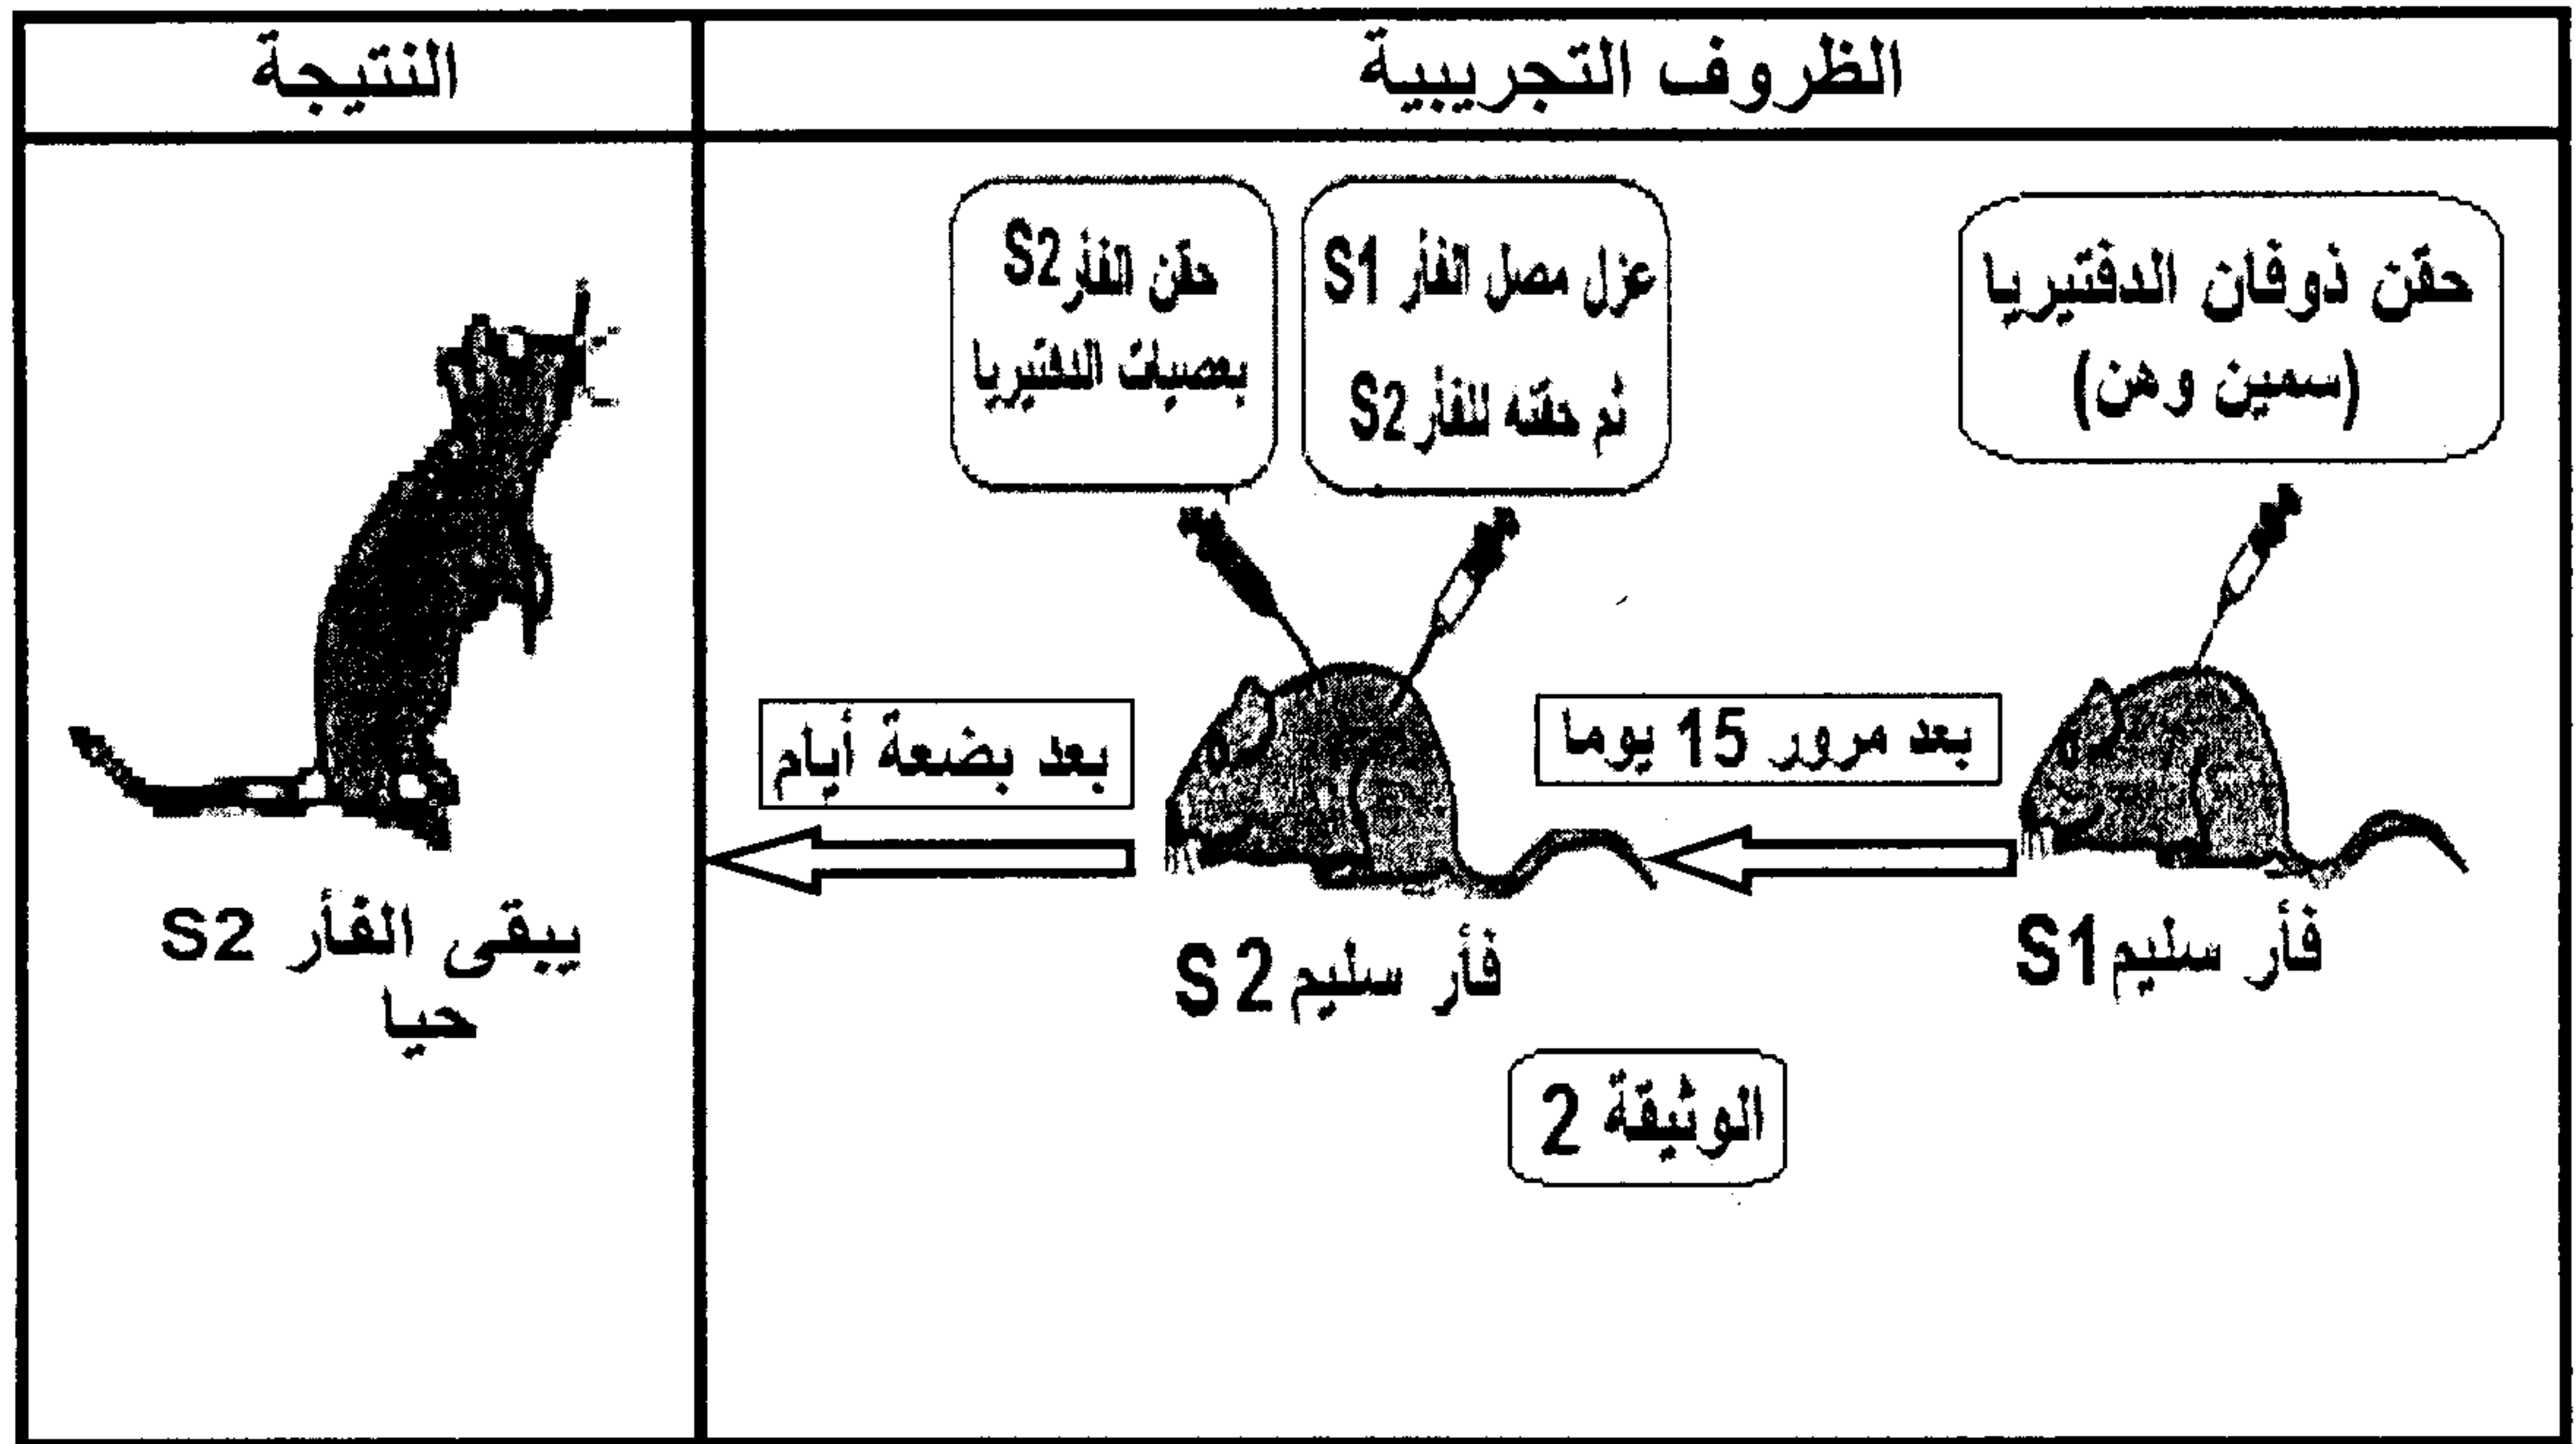 الظروف التجريبية
النتيجة
حقن ذوفان الدفتيريا
(سمين وهن)
عزل مصل الفأر S1
ثم حقنه للفأر S2
حقن الفأر S2
بعصيات الدفتيريا
بعد مرور 15 يوما
بعد بضعة أيام
فأر سليم S1
فأر سليم S2
يبقى الفأر S2
حيا
الوثيقة 2